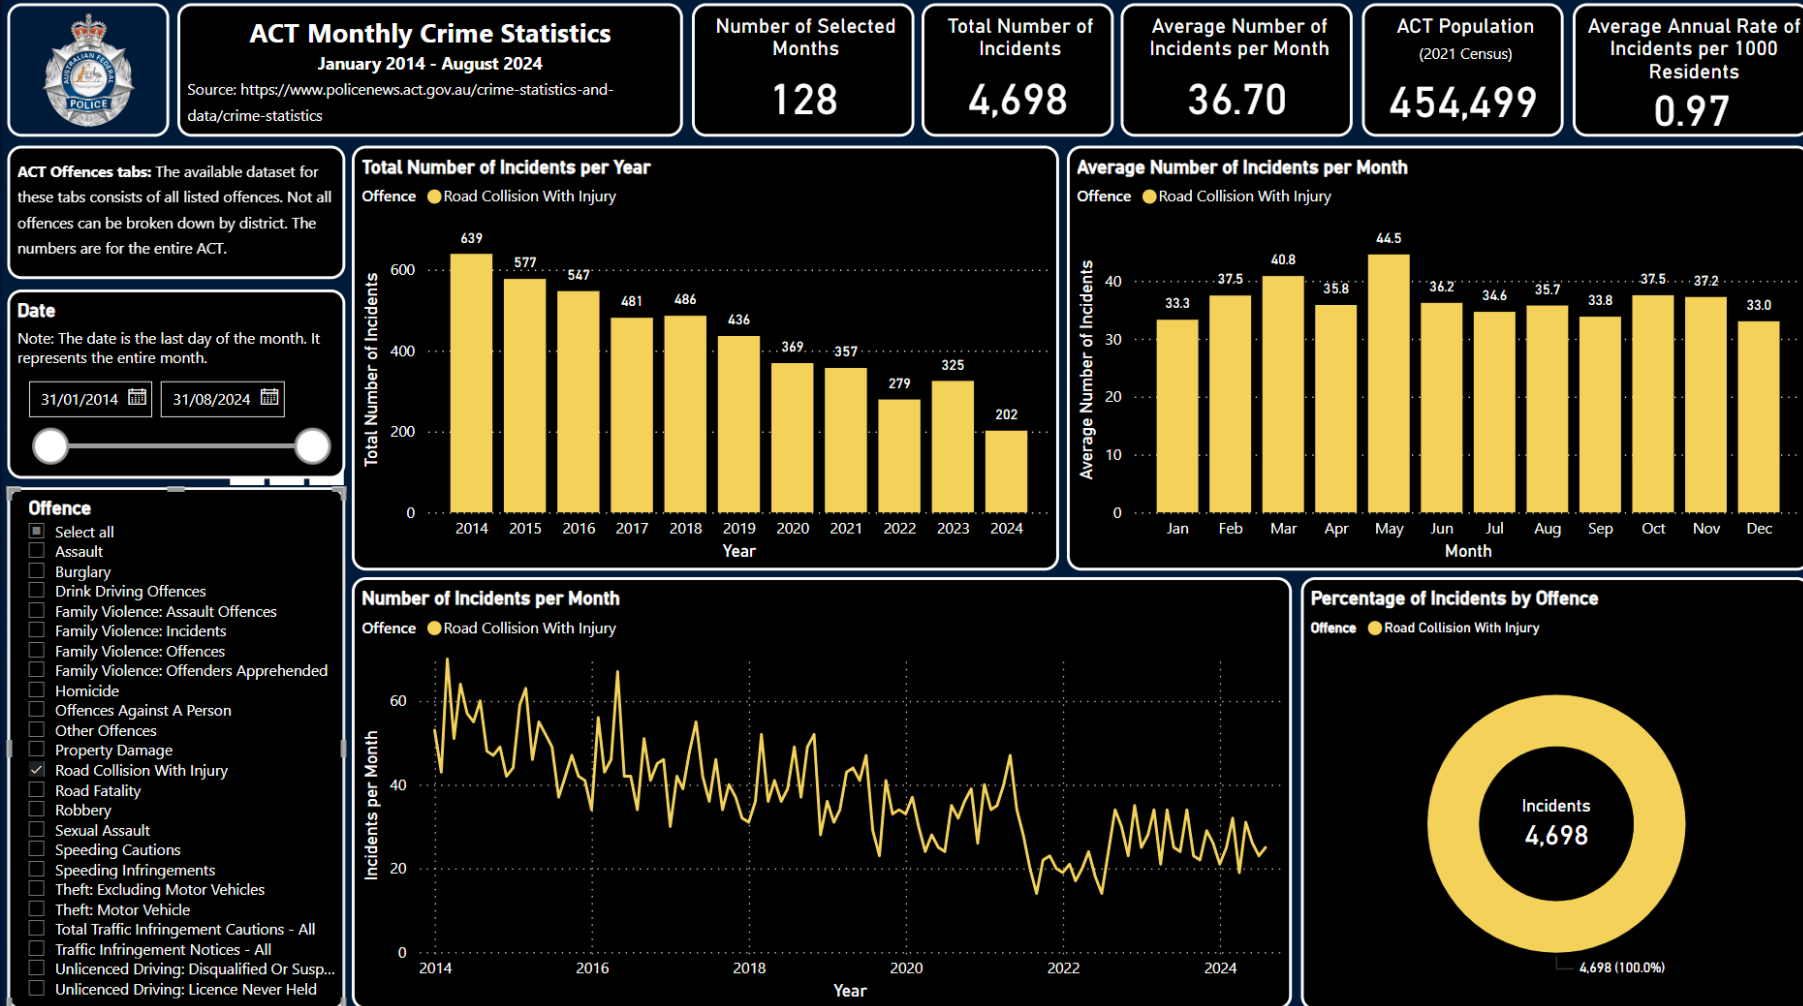 AUSTRALIAN FEDERAL
POLICE
ACT Monthly Crime Statistics
January 2014 - August 2024
Source: https://www.policenews.act.gov.au/crime-statistics-and-
data/crime-statistics
Number of Selected
Months
128
Total Number of
Incidents
4,698
Average Number of
Incidents per Month
36.70
ACT Population
(2021 Census)
454,499
Average Annual Rate of
Incidents per 1000
Residents
0.97
ACT Offences tabs: The available dataset for
these tabs consists of all listed offences. Not all
offences can be broken down by district. The
numbers are for the entire ACT.
Date
Note: The date is the last day of the month. It
represents the entire month.
31/01/2014
31/08/2024
Offence
Select all
Assault
Burglary
Drink Driving Offences
Family Violence: Assault Offences
Family Violence: Incidents
Family Violence: Offences
Family Violence: Offenders Apprehended
Homicide
Offences Against A Person
Other Offences
Property Damage
Road Collision With Injury
Road Fatality
Robbery
Sexual Assault
Speeding Cautions
Speeding Infringements
Theft: Excluding Motor Vehicles
Theft: Motor Vehicle
Total Traffic Infringement Cautions - All
Traffic Infringement Notices - All
Unlicenced Driving: Disqualified Or Susp...
Unlicenced Driving: Licence Never Held
Total Number of Incidents per Year
Offence Road Collision With Injury
Total Number of Incidents
600
400
200
0
639
577
547
481
486
436
369
357
279
325
202
2014 2015 2016 2017 2018 2019 2020 2021 2022 2023 2024
Year
Average Number of Incidents per Month
Offence Road Collision With Injury
Average Number of Incidents
40
30
20
10
0
33.3
37.5
40.8
35.8
44.5
36.2
34.6
35.7
33.8
37.5
37.2
33.0
Jan Feb Mar Apr May Jun Jul Aug Sep Oct Nov Dec
Month
Number of Incidents per Month
Offence Road Collision With Injury
Incidents per Month
60
40
20
0
2014 2016 2018 2020 2022 2024
Year
Percentage of Incidents by Offence
Offence Road Collision With Injury
Incidents
4,698
4,698 (100.0%)